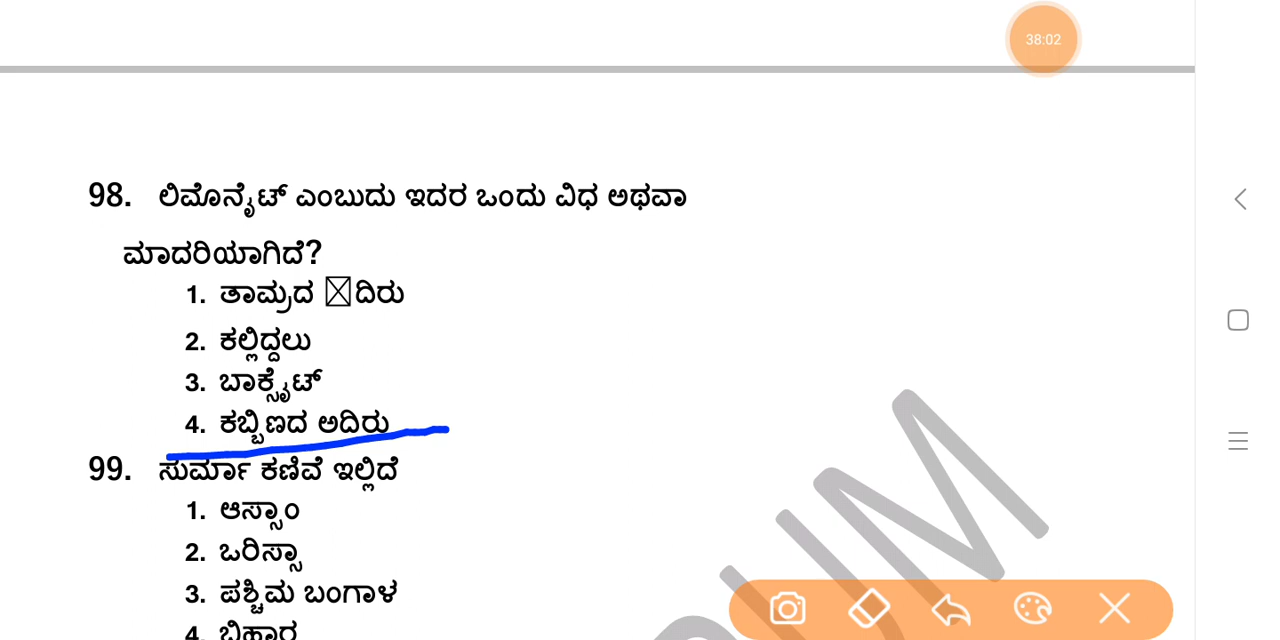 38:02
98. ಲಿಮೊನೈಟ್ ಎಂಬುದು ಇದರ ಒಂದು ವಿಧ ಅಥವಾ
ಮಾದರಿಯಾಗಿದೆ?
1. ತಾಮ್ರದ ದಿರು
2. ಕಲ್ಲಿದ್ದಲು
3. ಬಾಕ್ಸೈಟ್
4. ಕಬ್ಬಿಣದ ಅದಿರು
99. ಸುರ್ಮಾ ಕಣಿವೆ ಇಲ್ಲಿದೆ
1. ಆಸ್ಸಾಂ
2. ಒರಿಸ್ಸಾ
3. ಪಶ್ಚಿಮ ಬಂಗಾಳ
4. ಬಿಹಾರ